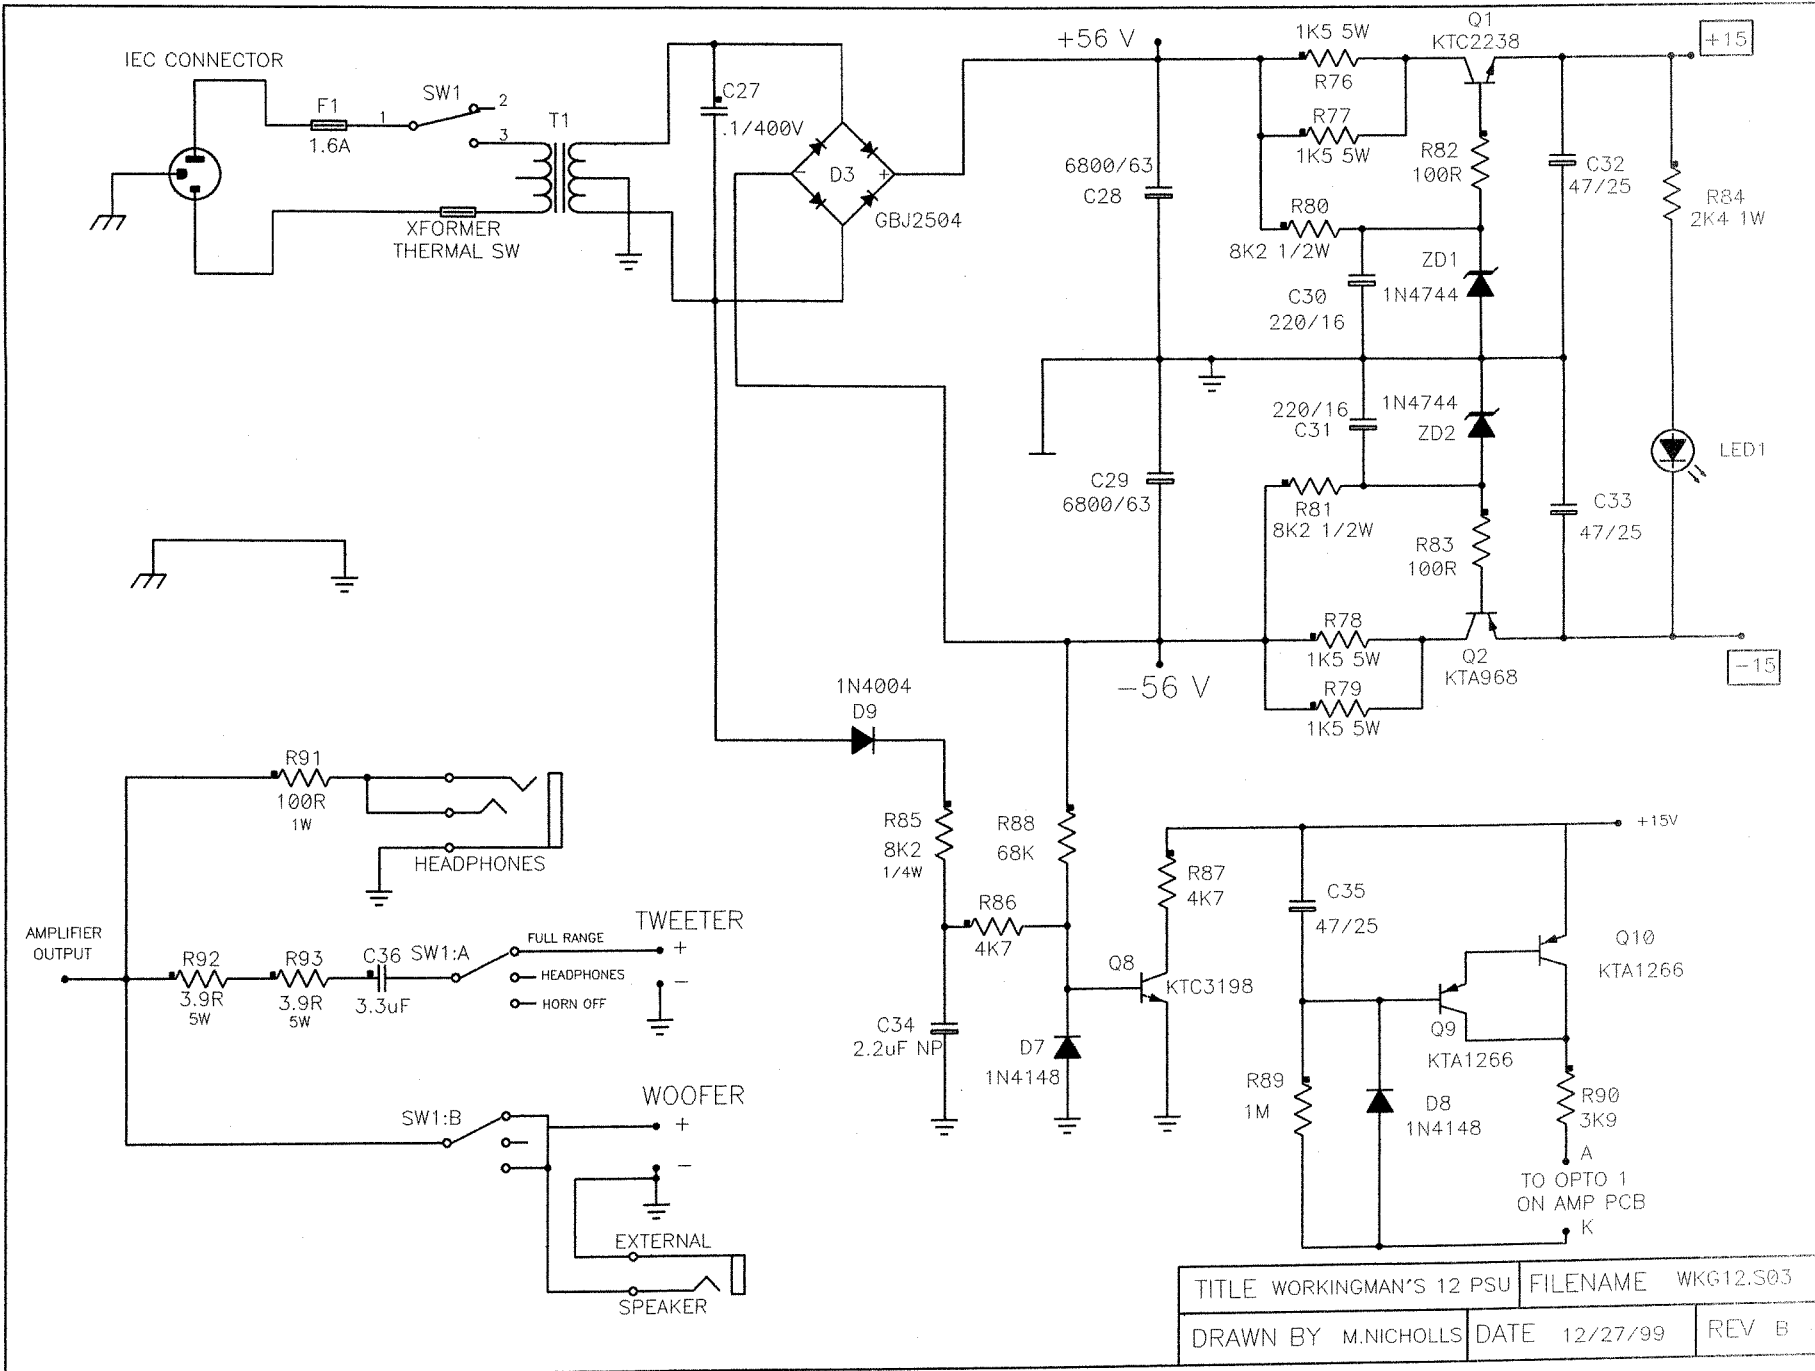 IEC CONNECTOR
F1
1.6A
1
SW1
2
3
T1
XFORMER
THERMAL SW
C27
.1/400V
D3
-
+
GBJ2504
+56 V
6800/63
C28
1K5 5W
R76
R77
1K5 5W
R80
8K2 1/2W
Q1
KTC2238
+15
R82
100R
ZD1
1N4744
C30
220/16
C32
47/25
R84
2K4 1W
220/16
C31
1N4744
ZD2
LED1
C29
6800/63
R81
8K2 1/2W
R83
100R
C33
47/25
R78
1K5 5W
R79
1K5 5W
Q2
KTA968
-15
-56 V
1N4004
D9
R91
100R
1W
HEADPHONES
R85
8K2
1/4W
R88
68K
R86
4K7
R87
4K7
+15V
C35
47/25
Q10
KTA1266
Q8
KTC3198
C34
2.2uF NP
D7
1N4148
Q9
KTA1266
R89
1M
D8
1N4148
R90
3K9
A
TO OPTO 1
ON AMP PCB
K
AMPLIFIER
OUTPUT
R92
3.9R
5W
R93
3.9R
5W
C36
3.3uF
SW1:A
FULL RANGE
HEADPHONES
HORN OFF
TWEETER
+
-
SW1:B
WOOFER
+
-
EXTERNAL
SPEAKER
TITLE WORKINGMAN'S 12 PSU
FILENAME WKG12.S03
DRAWN BY M.NICHOLLS
DATE 12/27/99
REV B